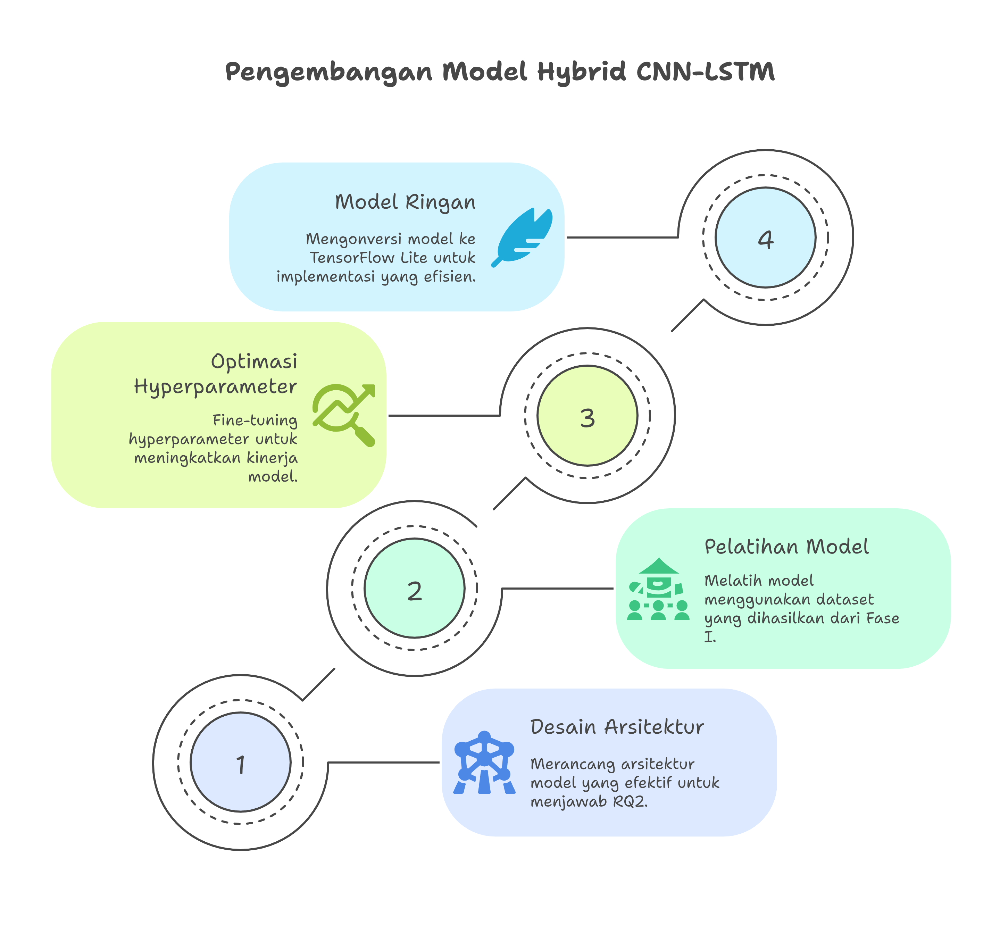 Pengembangan Model Hybrid CNN-LSTM
Model Ringan
Mengonversi model ke
TensorFlow Lite untuk
implementasi yang efisien.
4
Optimasi
Hyperparameter
Fine-tuning
hyperparameter untuk
meningkatkan kinerja
model.
3
2
Pelatihan Model
Melatih model
menggunakan dataset
yang dihasilkan dari Fase
I.
1
Desain Arsitektur
Merancang arsitektur
model yang efektif untuk
menjawab RQ2.